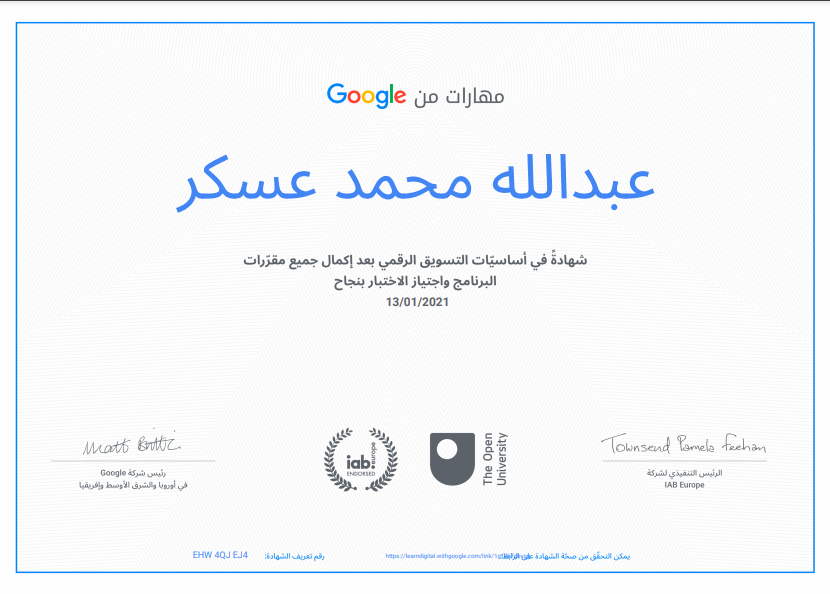 مهارات من Google
عبدالله محمد عسكر
شهادةً في أساسيّات التسويق الرقمي بعد إكمال جميع مقرّرات
البرنامج واجتياز الاختبار بنجاح
13/01/2021
Matt Brittin
رئيس شركة Google
في أوروبا والشرق الأوسط وإفريقيا
iab.europe
ENDORSED
The Open
University
Townsend Pamela Feehan
الرئيس التنفيذي لشركة
IAB Europe
يمكن التحقّق من صحّة الشهادة على الرابط:
https://learndigital.withgoogle.com/link/
رقم تعريف الشهادة: EHW 4QJ EJ4